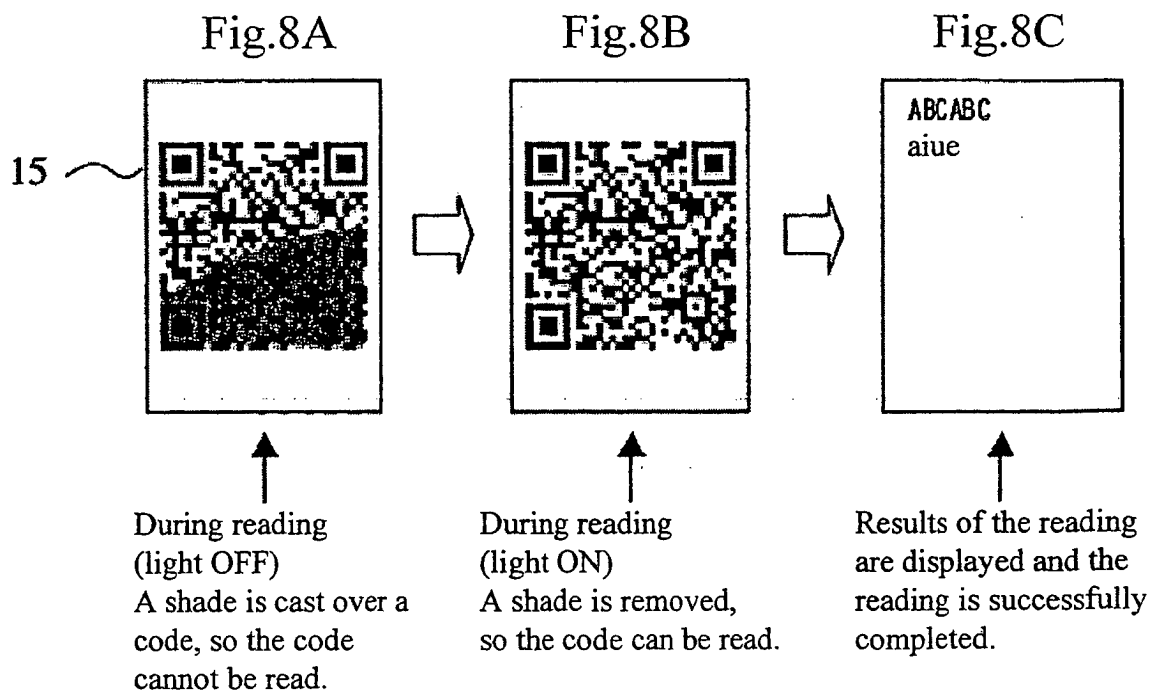 Fig.8A
Fig.8B
Fig.8C
15
ABCABC
aiue
During reading
(light OFF)
A shade is cast over a
code, so the code
cannot be read.
During reading
(light ON)
A shade is removed,
so the code can be read.
Results of the reading
are displayed and the
reading is successfully
completed.